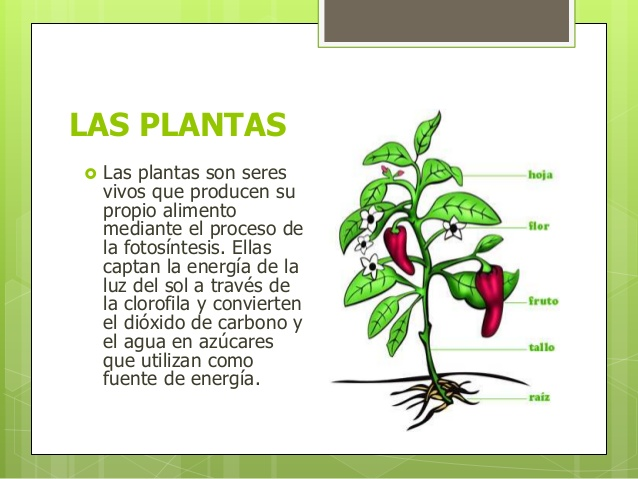 LAS PLANTAS
Las plantas son seres
vivos que producen su
propio alimento
mediante el proceso de
la fotosíntesis. Ellas
captan la energía de la
luz del sol a través de
la clorofila y convierten
el dióxido de carbono y
el agua en azúcares
que utilizan como
fuente de energía.
hoja
flor
fruto
tallo
raíz